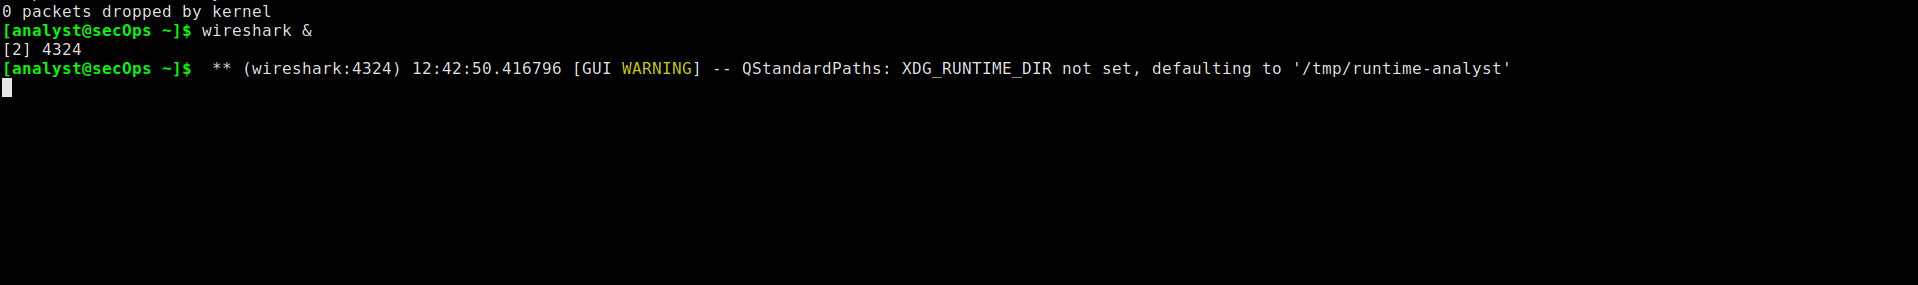 0 packets dropped by kernel
[analyst@secOps ~]$ wireshark &
[2] 4324
[analyst@secOps ~]$  ** (wireshark:4324) 12:42:50.416796 [GUI WARNING] -- QStandardPaths: XDG_RUNTIME_DIR not set, defaulting to '/tmp/runtime-analyst'